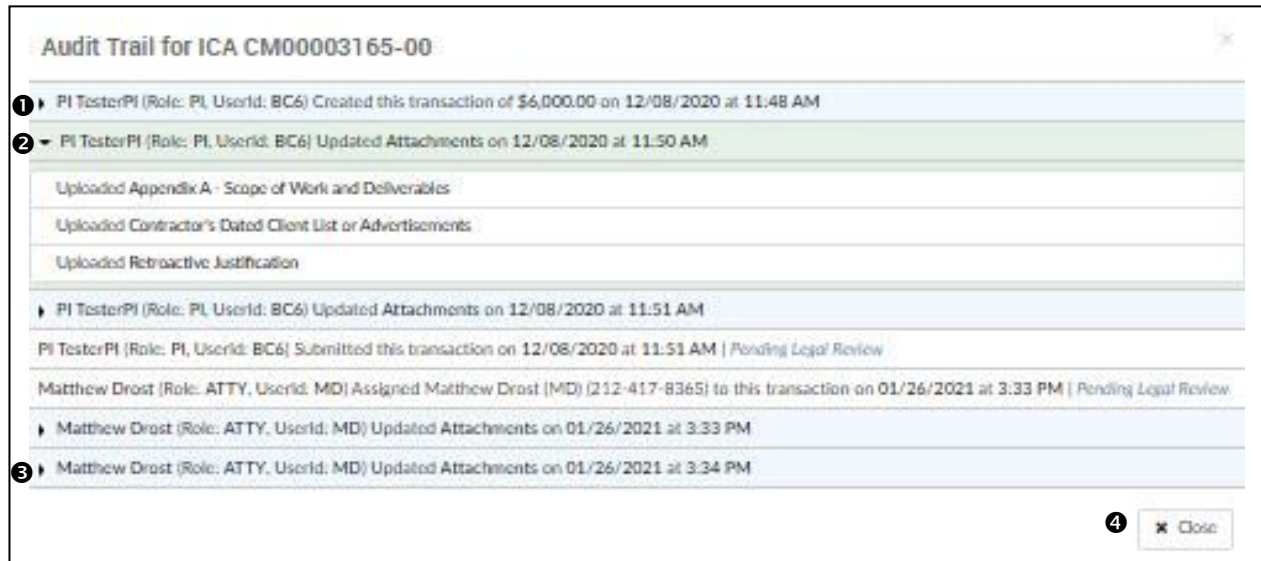 Audit Trail for ICA CM00003165-00
❶ PI TesterPI (Role: PI, UserId: BC6) Created this transaction of $6,000.00 on 12/08/2020 at 11:48 AM
❷ PI TesterPI (Role: PI, UserId: BC6) Updated Attachments on 12/08/2020 at 11:50 AM
Uploaded Appendix A - Scope of Work and Deliverables
Uploaded Contractor's Dated Client List or Advertisements
Uploaded Retroactive Justification
PI TesterPI (Role: PI, UserId: BC6) Updated Attachments on 12/08/2020 at 11:51 AM
PI TesterPI (Role: PI, UserId: BC6) Submitted this transaction on 12/08/2020 at 11:51 AM | Pending Legal Review
Matthew Drost (Role: ATTY, UserId: MD) Assigned Matthew Drost (MD) (212-417-8365) to this transaction on 01/26/2021 at 3:33 PM | Pending Legal Review
Matthew Drost (Role: ATTY, UserId: MD) Updated Attachments on 01/26/2021 at 3:33 PM
❸ Matthew Drost (Role: ATTY, UserId: MD) Updated Attachments on 01/26/2021 at 3:34 PM
❹ ✖ Close